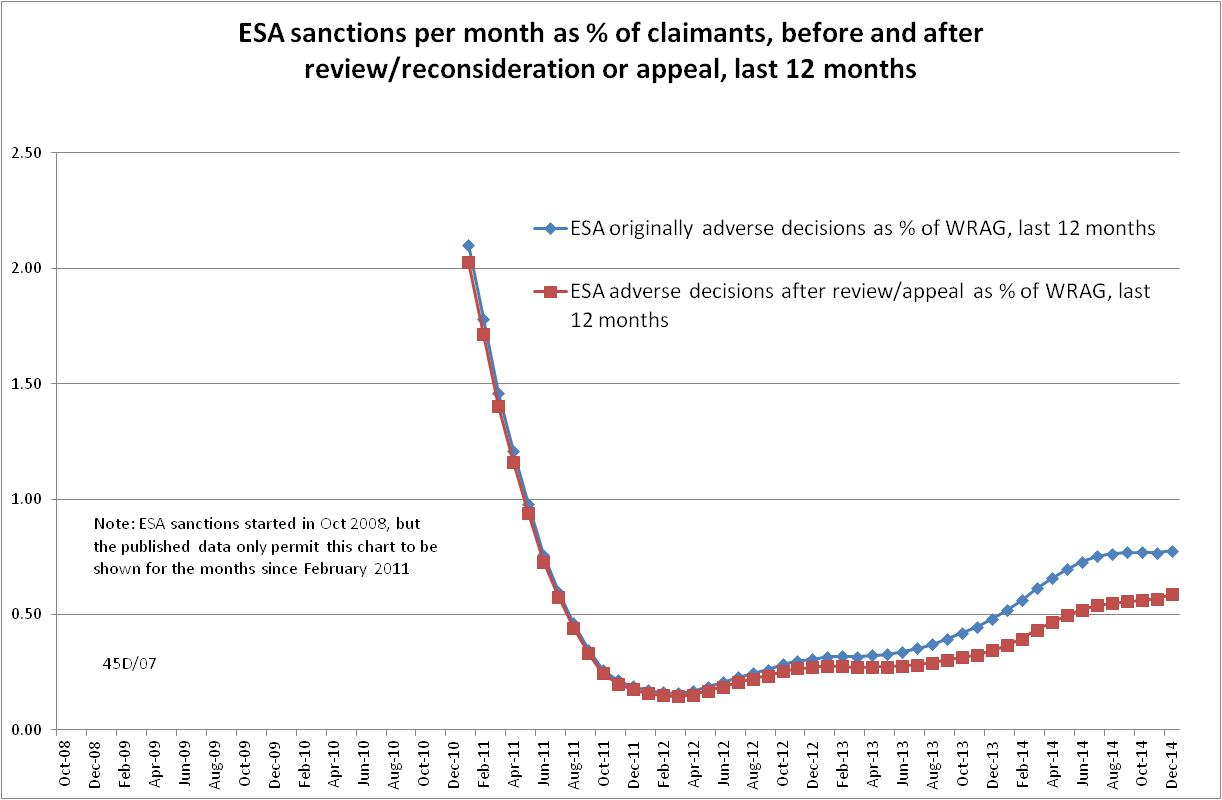 ESA sanctions per month as % of claimants, before and after
review/reconsideration or appeal, last 12 months
2.50
2.00
1.50
1.00
0.50
0.00
ESA originally adverse decisions as % of WRAG, last 12 months
ESA adverse decisions after review/appeal as % of WRAG, last
12 months
Note: ESA sanctions started in Oct 2008, but
the published data only permit this chart to be
shown for the months since February 2011
45D/07
Oct-08
Dec-08
Feb-09
Apr-09
Jun-09
Aug-09
Oct-09
Dec-09
Feb-10
Apr-10
Jun-10
Aug-10
Oct-10
Dec-10
Feb-11
Apr-11
Jun-11
Aug-11
Oct-11
Dec-11
Feb-12
Apr-12
Jun-12
Aug-12
Oct-12
Dec-12
Feb-13
Apr-13
Jun-13
Aug-13
Oct-13
Dec-13
Feb-14
Apr-14
Jun-14
Aug-14
Oct-14
Dec-14